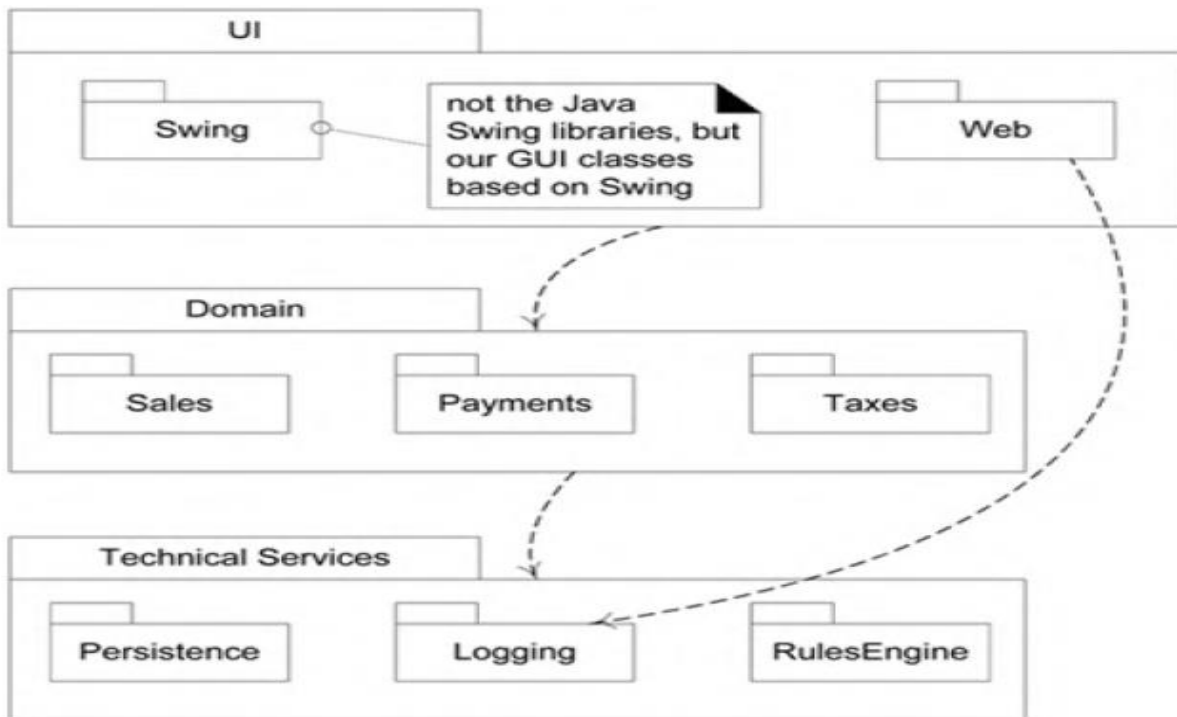 UI
Swing
not the Java
Swing libraries, but
our GUI classes
based on Swing
Web
Domain
Sales
Payments
Taxes
Technical Services
Persistence
Logging
RulesEngine